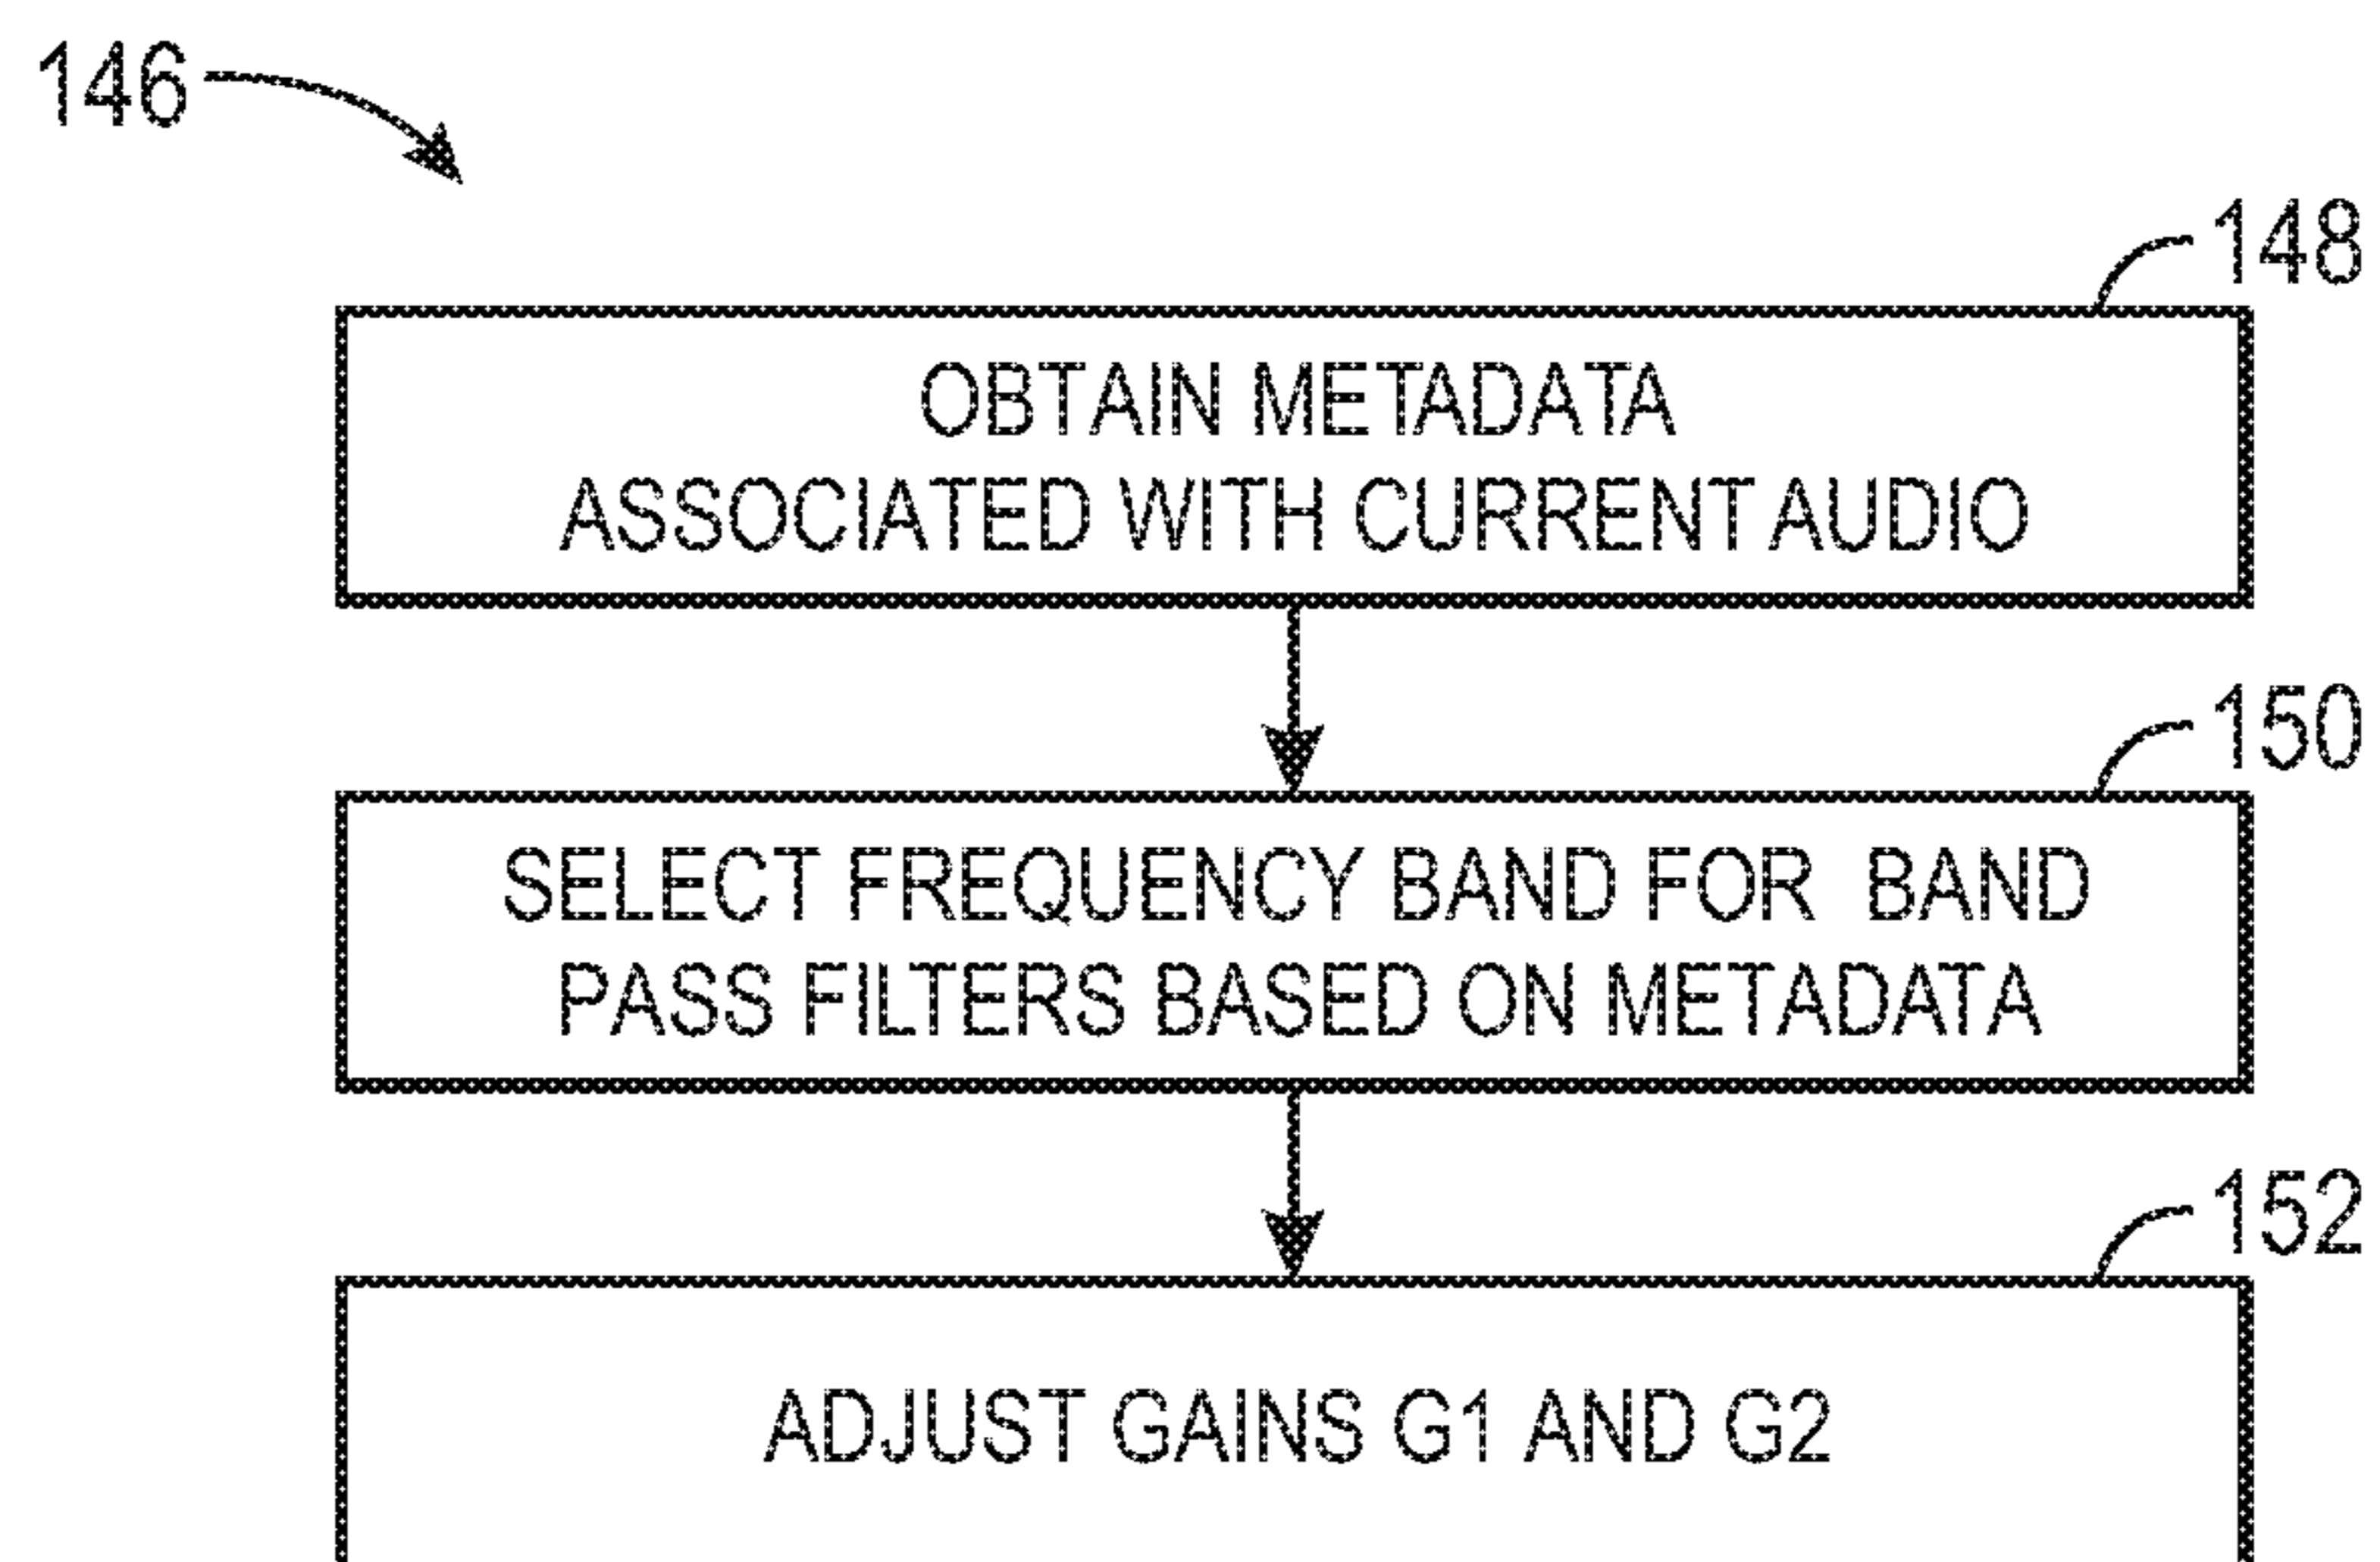 146
148
OBTAIN METADATA
ASSOCIATED WITH CURRENT AUDIO
150
SELECT FREQUENCY BAND FOR BAND
PASS FILTERS BASED ON METADATA
152
ADJUST GAINS G1 AND G2